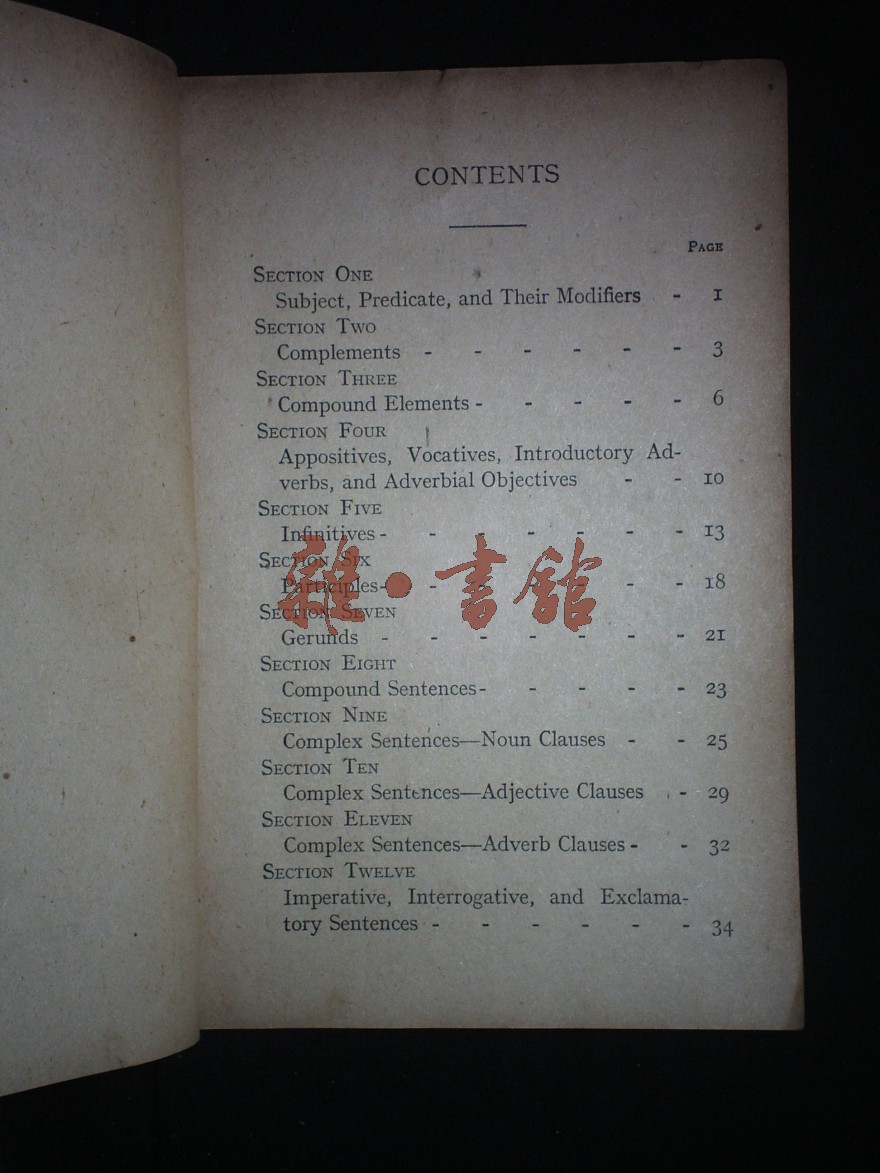 CONTENTS
PAGE
SECTION ONE
Subject, Predicate, and Their Modifiers - 1
SECTION TWO
Complements - - - - - - 3
SECTION THREE
Compound Elements - - - - - 6
SECTION FOUR
Appositives, Vocatives, Introductory Ad-
verbs, and Adverbial Objectives - - 10
SECTION FIVE
Infinitives - - - - - - - 13
SECTION SIX
Participles - - - - - - - 18
SECTION SEVEN
Gerunds - - - - - - - 21
SECTION EIGHT
Compound Sentences - - - - - 23
SECTION NINE
Complex Sentences—Noun Clauses - - 25
SECTION TEN
Complex Sentences—Adjective Clauses - 29
SECTION ELEVEN
Complex Sentences—Adverb Clauses - - 32
SECTION TWELVE
Imperative, Interrogative, and Exclama-
tory Sentences - - - - - - 34
雜·書館